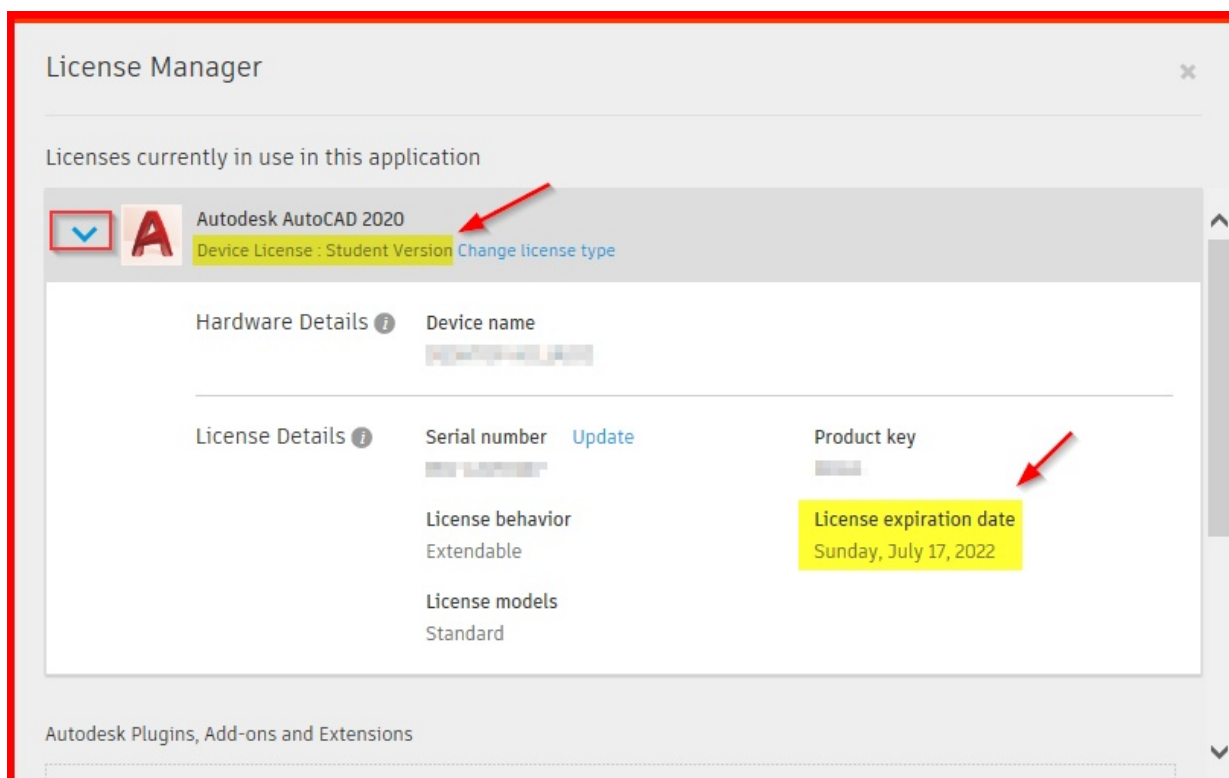 License Manager
Licenses currently in use in this application
Autodesk AutoCAD 2020
Device License : Student Version Change license type
Hardware Details Device name
License Details Serial number Update Product key
License behavior License expiration date
Extendable Sunday, July 17, 2022
License models
Standard
Autodesk Plugins, Add-ons and Extensions